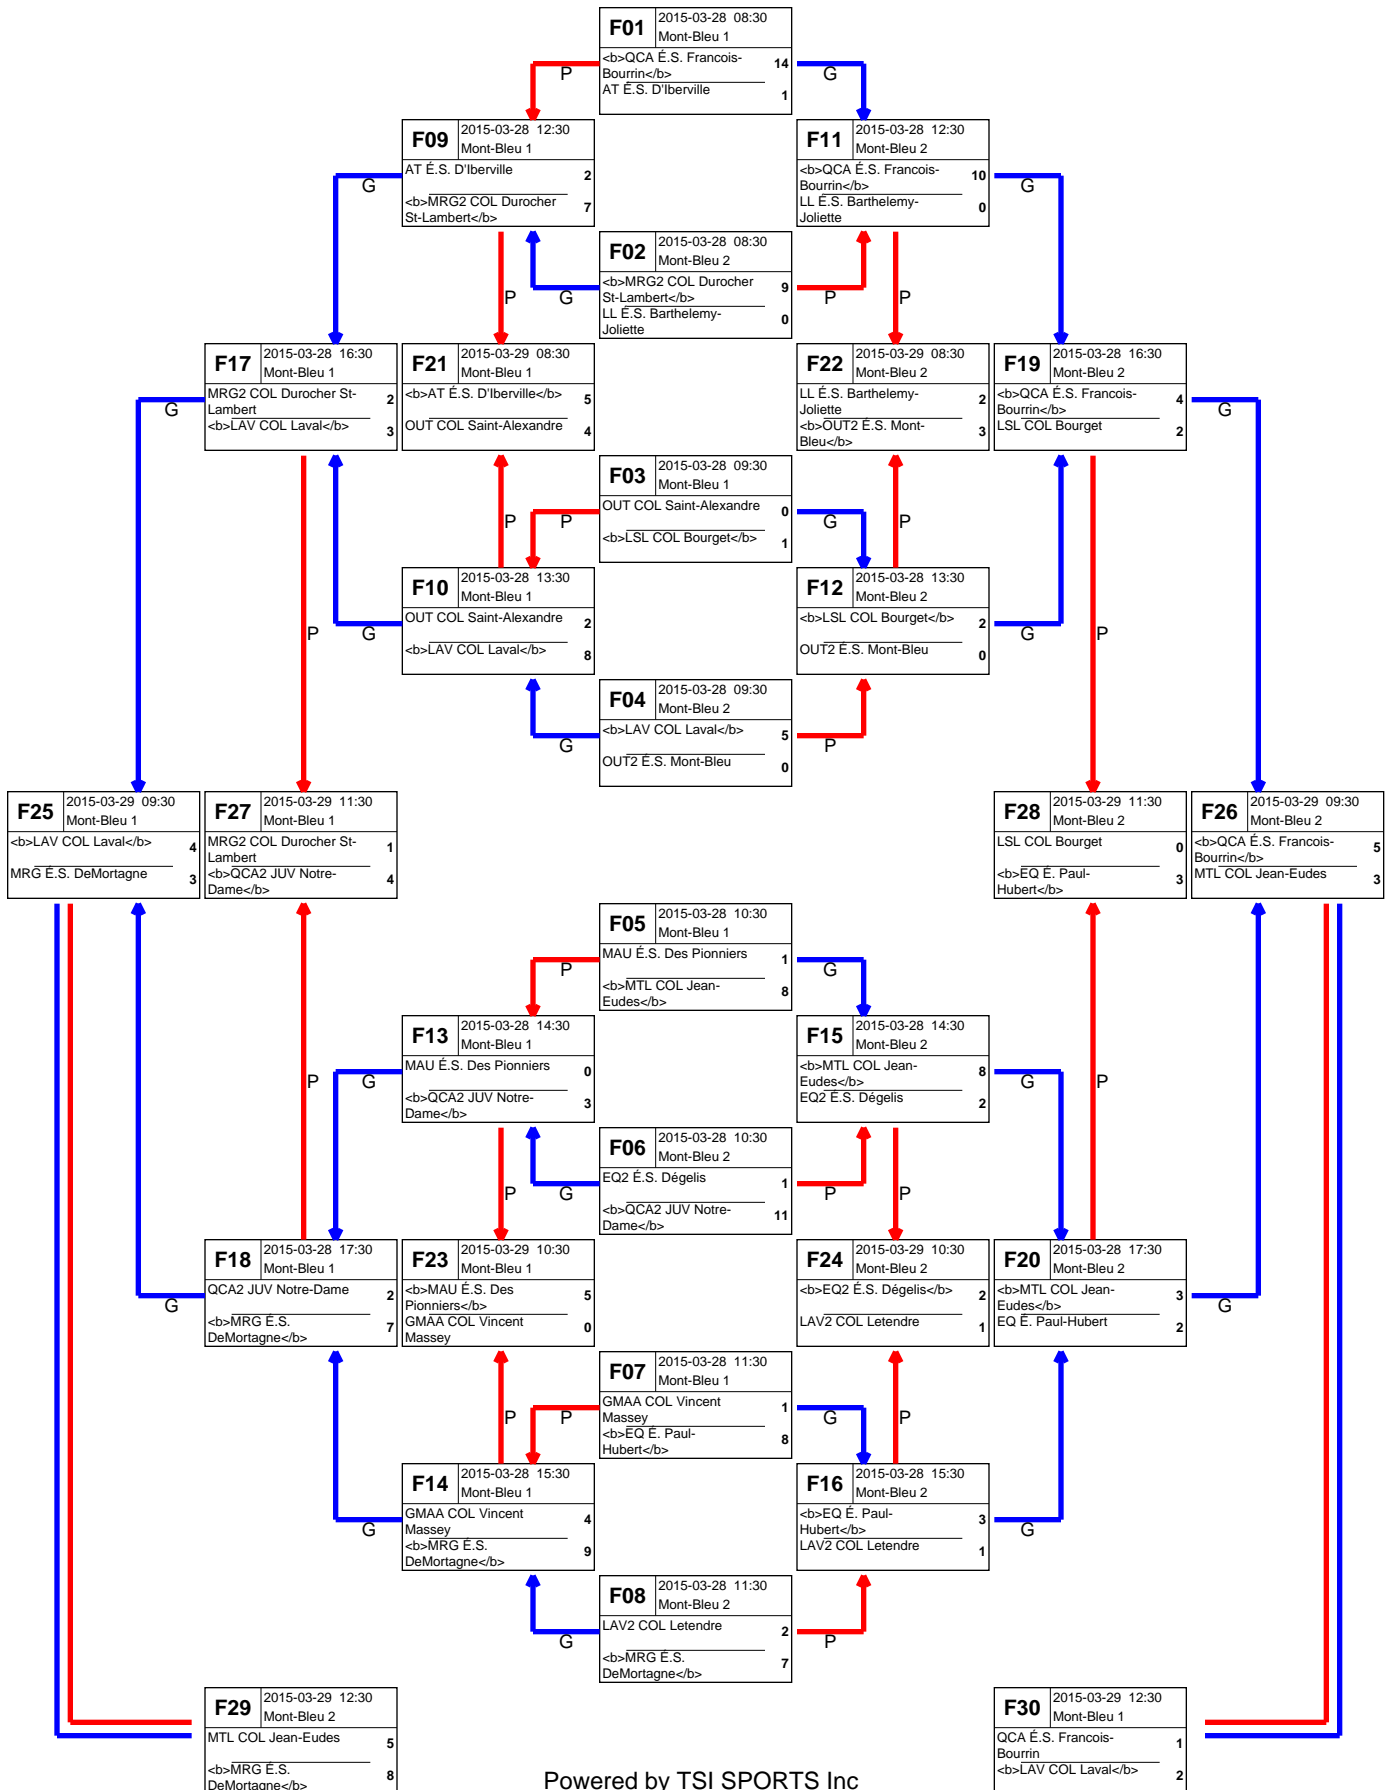 F01
2015-03-28 08:30
Mont-Bleu 1
<b>QCA É.S. Francois-
Bourrin</b>
14
AT É.S. D'Iberville
1
P
G
F09
2015-03-28 12:30
Mont-Bleu 1
AT É.S. D'Iberville
2
<b>MRG2 COL Durocher
St-Lambert</b>
7
F11
2015-03-28 12:30
Mont-Bleu 2
<b>QCA É.S. Francois-
Bourrin</b>
10
LL É.S. Barthelemy-
Joliette
0
G
G
F02
2015-03-28 08:30
Mont-Bleu 2
<b>MRG2 COL Durocher
St-Lambert</b>
9
LL É.S. Barthelemy-
Joliette
0
P
G
P
P
F17
2015-03-28 16:30
Mont-Bleu 1
MRG2 COL Durocher St-
Lambert
2
<b>LAV COL Laval</b>
3
F21
2015-03-29 08:30
Mont-Bleu 1
<b>AT É.S. D'Iberville</b>
5
OUT COL Saint-Alexandre
4
F22
2015-03-29 08:30
Mont-Bleu 2
LL É.S. Barthelemy-
Joliette
2
<b>OUT2 É.S. Mont-
Bleu</b>
3
F19
2015-03-28 16:30
Mont-Bleu 2
<b>QCA É.S. Francois-
Bourrin</b>
4
LSL COL Bourget
2
G
G
F03
2015-03-28 09:30
Mont-Bleu 1
OUT COL Saint-Alexandre
0
<b>LSL COL Bourget</b>
1
P
P
G
P
F10
2015-03-28 13:30
Mont-Bleu 1
OUT COL Saint-Alexandre
2
<b>LAV COL Laval</b>
8
F12
2015-03-28 13:30
Mont-Bleu 2
<b>LSL COL Bourget</b>
2
OUT2 É.S. Mont-Bleu
0
P
G
G
P
F04
2015-03-28 09:30
Mont-Bleu 2
<b>LAV COL Laval</b>
5
OUT2 É.S. Mont-Bleu
0
G
P
F25
2015-03-29 09:30
Mont-Bleu 1
<b>LAV COL Laval</b>
4
MRG É.S. DeMortagne
3
F27
2015-03-29 11:30
Mont-Bleu 1
MRG2 COL Durocher St-
Lambert
1
<b>QCA2 JUV Notre-
Dame</b>
4
F28
2015-03-29 11:30
Mont-Bleu 2
LSL COL Bourget
0
<b>EQ É. Paul-
Hubert</b>
3
F26
2015-03-29 09:30
Mont-Bleu 2
<b>QCA É.S. Francois-
Bourrin</b>
5
MTL COL Jean-Eudes
3
F05
2015-03-28 10:30
Mont-Bleu 1
MAU É.S. Des Pionniers
1
<b>MTL COL Jean-
Eudes</b>
8
P
G
F13
2015-03-28 14:30
Mont-Bleu 1
MAU É.S. Des Pionniers
0
<b>QCA2 JUV Notre-
Dame</b>
3
F15
2015-03-28 14:30
Mont-Bleu 2
<b>MTL COL Jean-
Eudes</b>
8
EQ2 É.S. Dégelis
2
P
G
G
P
F06
2015-03-28 10:30
Mont-Bleu 2
EQ2 É.S. Dégelis
1
<b>QCA2 JUV Notre-
Dame</b>
11
P
G
P
P
F18
2015-03-28 17:30
Mont-Bleu 1
QCA2 JUV Notre-Dame
2
<b>MRG É.S.
DeMortagne</b>
7
F23
2015-03-29 10:30
Mont-Bleu 1
<b>MAU É.S. Des
Pionniers</b>
5
GMAA COL Vincent
Massey
0
F24
2015-03-29 10:30
Mont-Bleu 2
<b>EQ2 É.S. Dégelis</b>
2
LAV2 COL Letendre
1
F20
2015-03-28 17:30
Mont-Bleu 2
<b>MTL COL Jean-
Eudes</b>
3
EQ É. Paul-Hubert
2
G
G
F07
2015-03-28 11:30
Mont-Bleu 1
GMAA COL Vincent
Massey
1
<b>EQ É. Paul-
Hubert</b>
8
P
P
G
P
F14
2015-03-28 15:30
Mont-Bleu 1
GMAA COL Vincent
Massey
4
<b>MRG É.S.
DeMortagne</b>
9
F16
2015-03-28 15:30
Mont-Bleu 2
<b>EQ É. Paul-
Hubert</b>
3
LAV2 COL Letendre
1
G
G
F08
2015-03-28 11:30
Mont-Bleu 2
LAV2 COL Letendre
2
<b>MRG É.S.
DeMortagne</b>
7
G
P
F29
2015-03-29 12:30
Mont-Bleu 2
MTL COL Jean-Eudes
5
<b>MRG É.S.
DeMortagne</b>
8
F30
2015-03-29 12:30
Mont-Bleu 1
QCA É.S. Francois-
Bourrin
1
<b>LAV COL Laval</b>
2
Powered by TSI SPORTS Inc